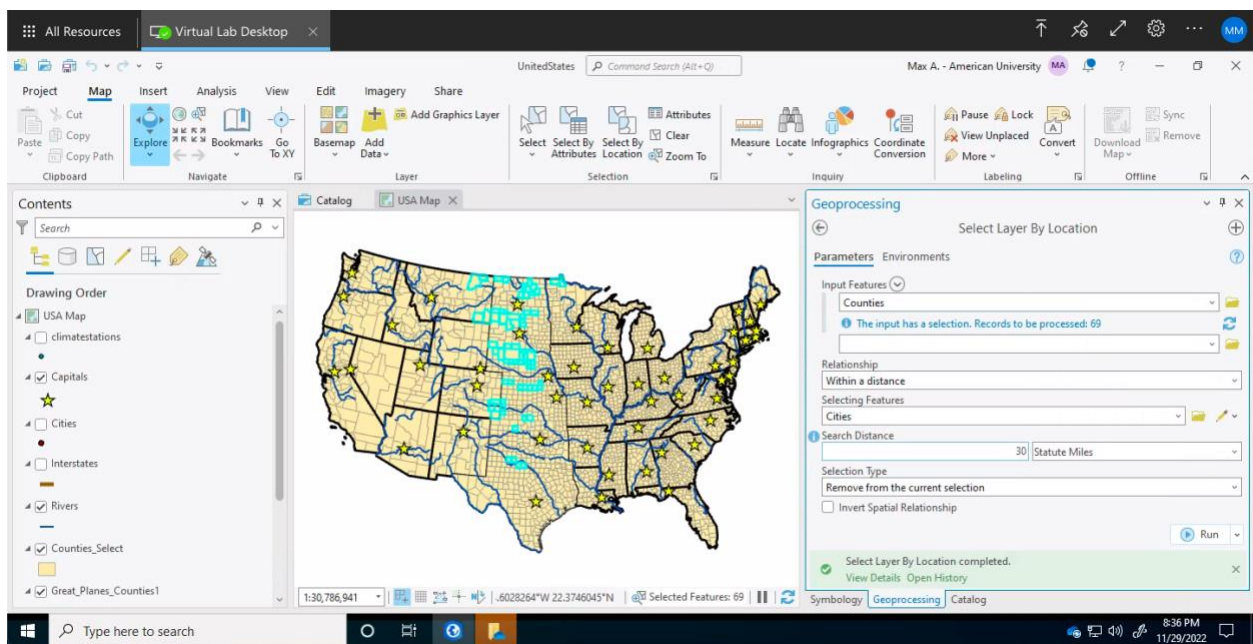 All Resources
Virtual Lab Desktop
MM
UnitedStates
Command Search (Alt+Q)
Max A. - American University
MA
?
Project Map Insert Analysis View Edit Imagery Share
Paste
Cut
Copy
Copy Path
Clipboard
Explore
Bookmarks
Go To XY
Navigate
Basemap
Add Data
Add Graphics Layer
Layer
Select
Select By Attributes
Select By Location
Attributes
Clear
Zoom To
Selection
Measure
Locate
Infographics
Coordinate Conversion
Inquiry
Pause
Lock
View Unplaced
More
Convert
Labeling
Download Map
Sync
Remove
Offline
Contents
Search
Drawing Order
USA Map
climatestations
Capitals
Cities
Interstates
Rivers
Counties_Select
Great_Planes_Counties1
Catalog
USA Map
1:30,786,941
.6028264°W 22.3746045°N
Selected Features: 69
Geoprocessing
Select Layer By Location
Parameters Environments
Input Features
Counties
The input has a selection. Records to be processed: 69
Relationship
Within a distance
Selecting Features
Cities
Search Distance
30 Statute Miles
Selection Type
Remove from the current selection
Invert Spatial Relationship
Run
Select Layer By Location completed.
View Details Open History
Symbology Geoprocessing Catalog
Type here to search
8:36 PM
11/29/2022